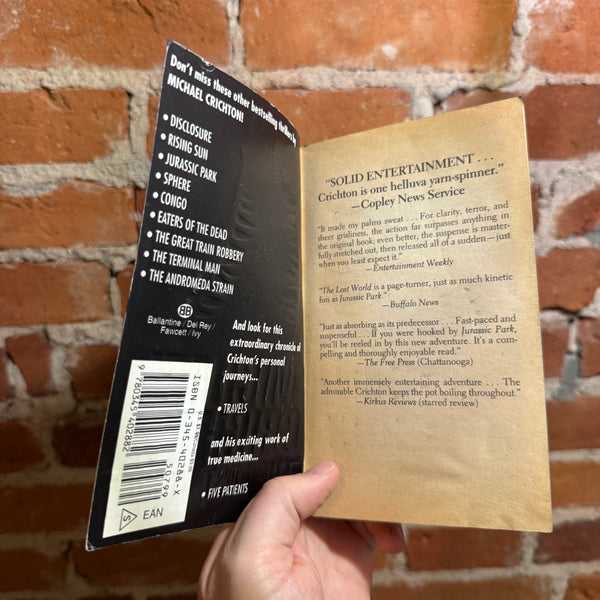 Don't miss these other bestselling thrillers by
MICHAEL CRICHTON!
• DISCLOSURE
• RISING SUN
• JURASSIC PARK
• SPHERE
• CONGO
• EATERS OF THE DEAD
• THE GREAT TRAIN ROBBERY
• THE TERMINAL MAN
• THE ANDROMEDA STRAIN
BB
Ballantine/Del Rey/
Fawcett/Ivy
And look for this
extraordinary chronicle of
Crichton's personal
journeys...
• TRAVELS
and his exciting work of
true medicine...
• FIVE PATIENTS
ISBN 0-345-40288-X
50799
9 780345 402882
S EAN
"SOLID ENTERTAINMENT . . .
Crichton is one helluva yarn-spinner."
—Copley News Service
"It made my palms sweat . . . For clarity, terror, and
sheer grisliness, the action far surpasses anything in
the original book; even better, the suspense is master-
fully stretched out, then released all of a sudden—just
when you least expect it."
—Entertainment Weekly
"The Lost World is a page-turner, just as much kinetic
fun as Jurassic Park."
—Buffalo News
"Just as absorbing as its predecessor . . . Fast-paced and
suspenseful . . . If you were hooked by Jurassic Park,
you'll be reeled in by this new adventure. It's a com-
pelling and thoroughly enjoyable read."
—The Free Press (Chattanooga)
"Another immensely entertaining adventure . . . The
admirable Crichton keeps the pot boiling throughout."
—Kirkus Reviews (starred review)